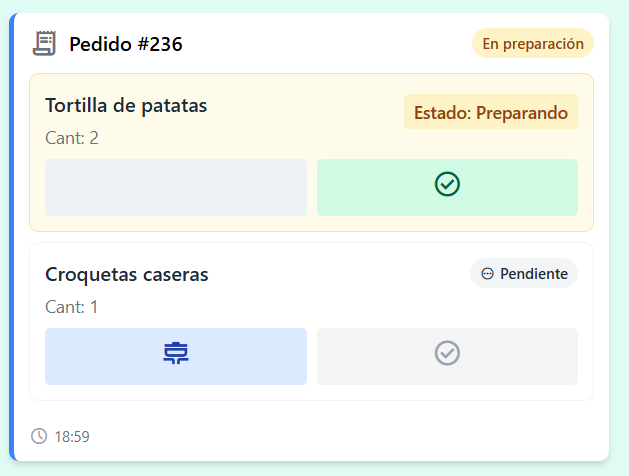 Pedido #236
En preparación
Tortilla de patatas
Estado: Preparando
Cant: 2
Croquetas caseras
Pendiente
Cant: 1
18:59